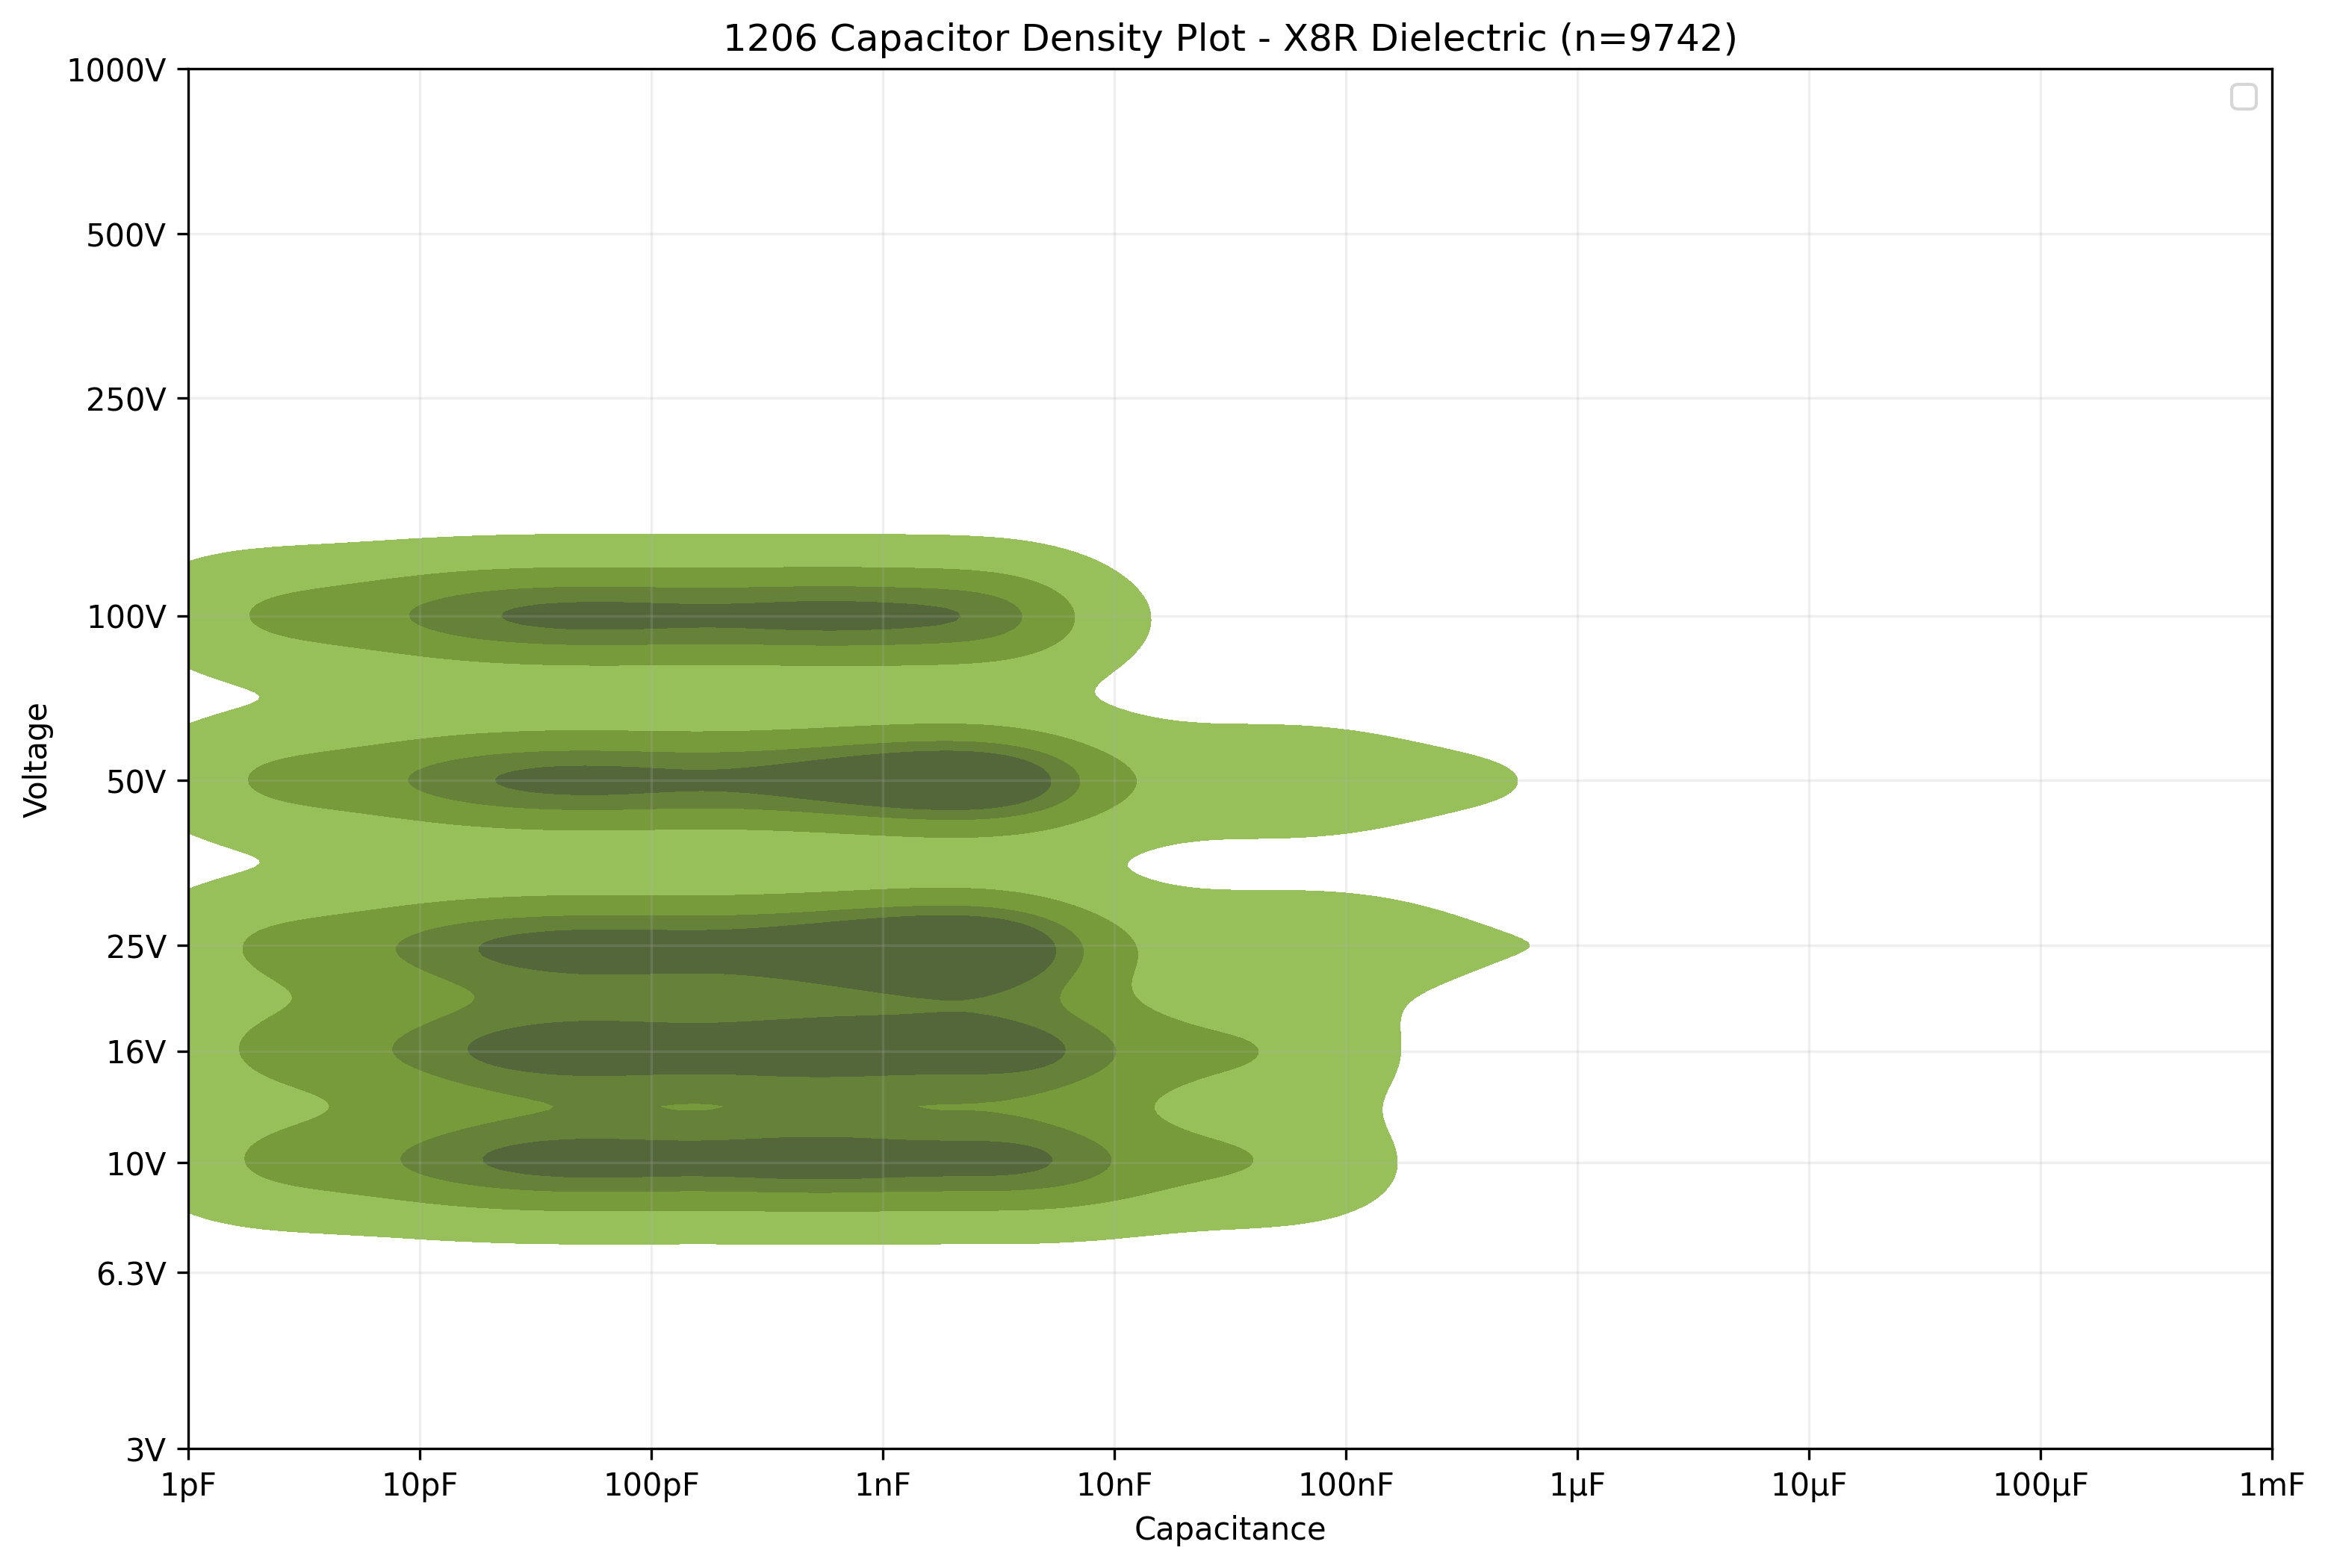 1206 Capacitor Density Plot - X8R Dielectric (n=9742)
1000V
500V
250V
100V
50V
25V
16V
10V
6.3V
3V
Voltage
1pF
10pF
100pF
1nF
10nF
100nF
1µF
10µF
100µF
1mF
Capacitance